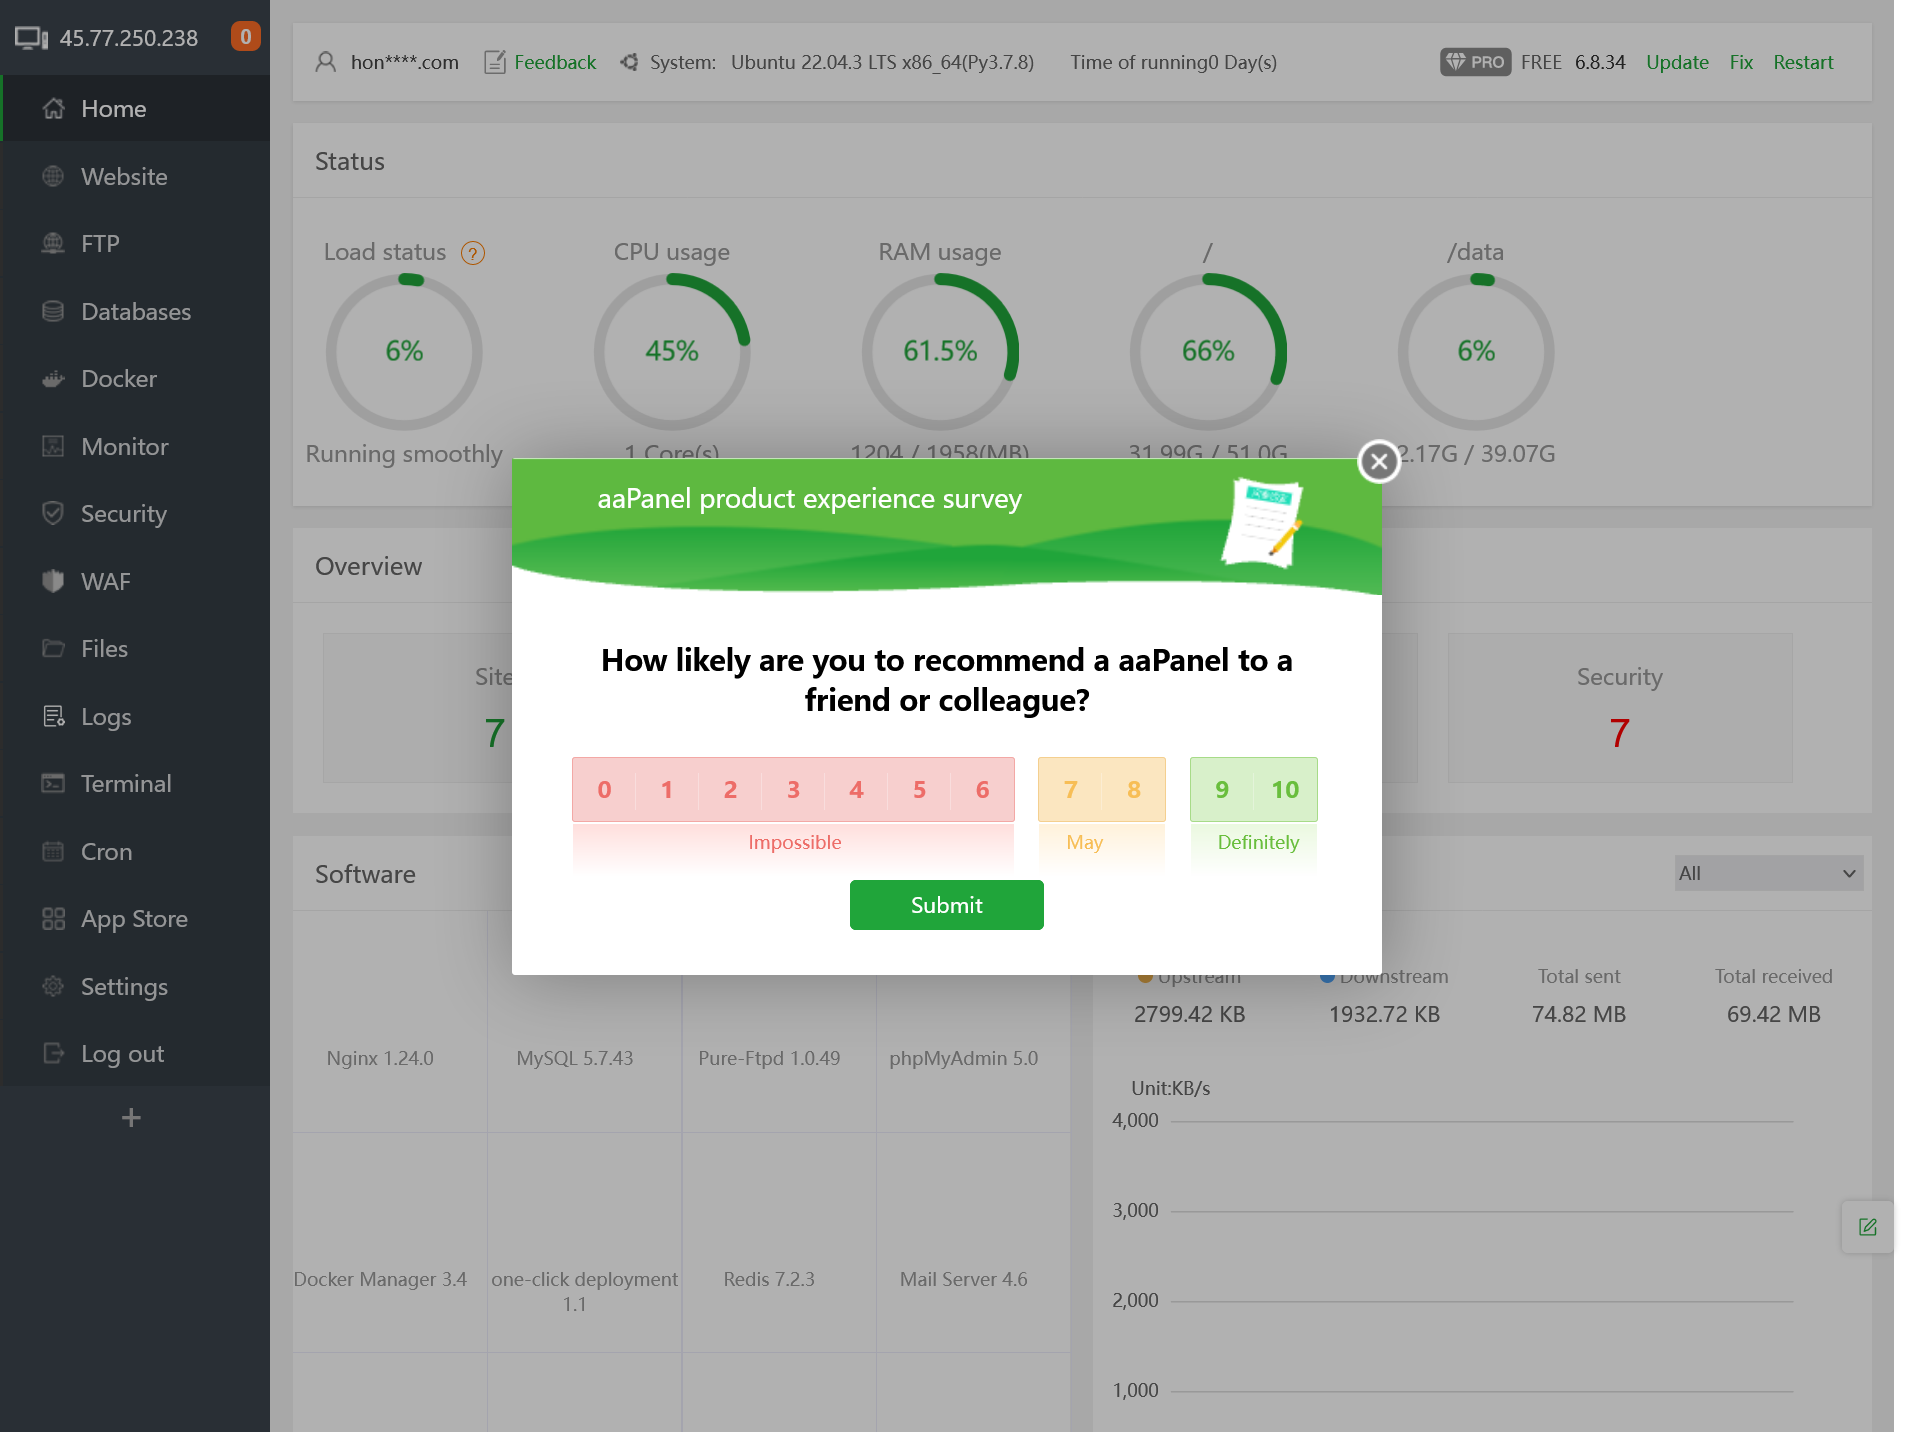 45.77.250.238
0
Home
Website
FTP
Databases
Docker
Monitor
Security
WAF
Files
Logs
Terminal
Cron
App Store
Settings
Log out
+
hon****.com
Feedback
System: Ubuntu 22.04.3 LTS x86_64(Py3.7.8)
Time of running0 Day(s)
PRO
FREE
6.8.34
Update
Fix
Restart
Status
Load status
?
CPU usage
RAM usage
/
/data
6%
45%
61.5%
66%
6%
Running smoothly
1 Core(s)
1204 / 1958(MB)
31.99G / 51.0G
2.17G / 39.07G
aaPanel product experience survey
How likely are you to recommend a aaPanel to a
friend or colleague?
0 1 2 3 4 5 6
7 8
9 10
Impossible
May
Definitely
Submit
Overview
Site
7
Security
7
Software
All
Nginx 1.24.0
MySQL 5.7.43
Pure-Ftpd 1.0.49
phpMyAdmin 5.0
Docker Manager 3.4
one-click deployment
1.1
Redis 7.2.3
Mail Server 4.6
Upstream
Downstream
Total sent
Total received
2799.42 KB
1932.72 KB
74.82 MB
69.42 MB
Unit:KB/s
4,000
3,000
2,000
1,000